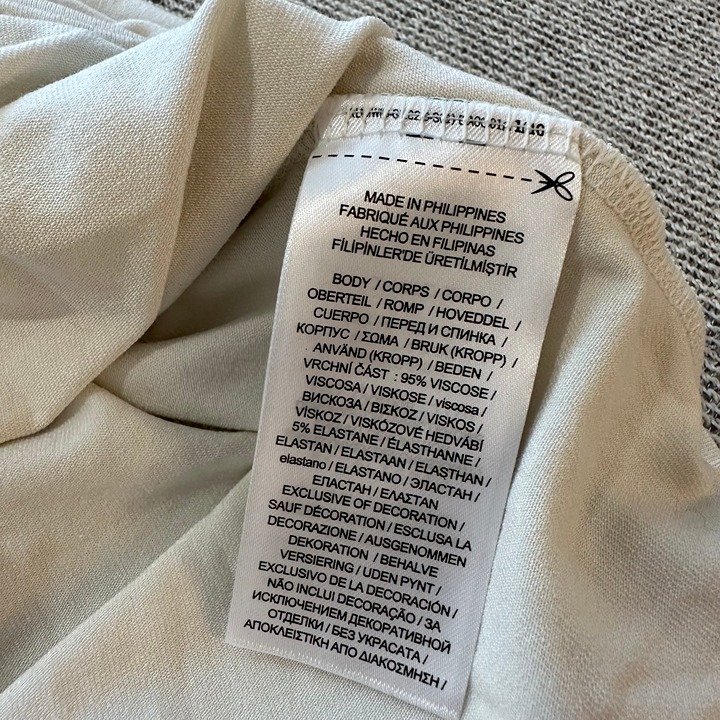 MADE IN PHILIPPINES
FABRIQUÉ AUX PHILIPPINES
HECHO EN FILIPINAS
FİLİPİNLER'DE ÜRETİLMİŞTİR
BODY / CORPS / CORPO /
OBERTEIL / ROMP / HOVEDDEL /
CUERPO / ПЕРЕД И СПИНКА /
КОРПУС / ΣΩΜΑ / BRUK (KROPP) /
ANVÄND (KROPP) / BEDEN /
VRCHNÍ ČÁST : 95% VISCOSE /
VISCOSA / VISKOSE / viscosa /
ВИСКОЗА / ΒΙΣΚΟΖ / VISKOS /
VİSKOZ / VISKÓZOVÉ HEDVÁBÍ
5% ELASTANE / ÉLASTHANNE /
ELASTAN / ELASTAAN / ELASTHAN /
elastano / ELASTANO / ЭЛАСТАН /
ЕЛАСТАН / ΕΛΑΣΤΑΝ
EXCLUSIVE OF DECORATION /
SAUF DÉCORATION / ESCLUSA LA
DECORAZIONE / AUSGENOMMEN
DEKORATION / BEHALVE
VERSIERING / UDEN PYNT /
EXCLUSIVO DE LA DECORACIÓN /
NÃO INCLUI DECORAÇÃO / ЗА
ИСКЛЮЧЕНИЕМ ДЕКОРАТИВНОЙ
ОТДЕЛКИ / БЕЗ УКРАСАТА /
ΑΠΟΚΛΕΙΣΤΙΚΗ ΑΠΟ ΔΙΑΚΟΣΜΗΣΗ /